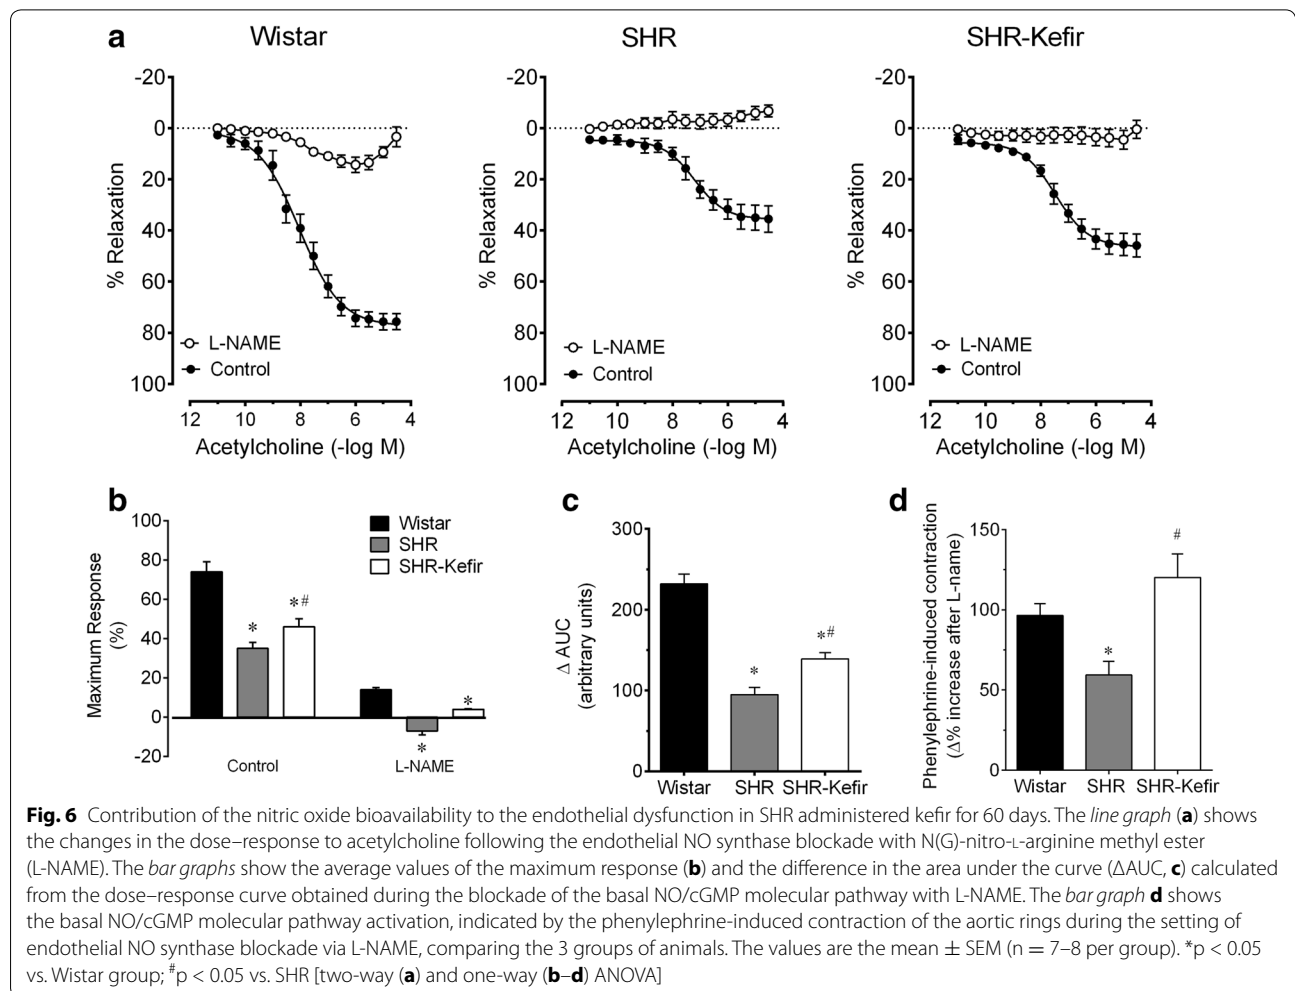 a
Wistar
SHR
SHR-Kefir
-20
0
20
40
60
80
100
% Relaxation
L-NAME
Control
12
10
8
6
4
Acetylcholine (-log M)
-20
0
20
40
60
80
100
% Relaxation
L-NAME
Control
12
10
8
6
4
Acetylcholine (-log M)
-20
0
20
40
60
80
100
% Relaxation
L-NAME
Control
12
10
8
6
4
Acetylcholine (-log M)
b
100
80
60
40
20
0
-20
Maximum Response
(%)
Wistar
SHR
SHR-Kefir
*
*#
*
*
Control
L-NAME
c
300
200
100
0
Δ AUC
(arbitrary units)
*
*#
Wistar
SHR
SHR-Kefir
d
150
100
50
0
Phenylephrine-induced contraction
(Δ% increase after L-name)
*
#
Wistar
SHR
SHR-Kefir
Fig. 6 Contribution of the nitric oxide bioavailability to the endothelial dysfunction in SHR administered kefir for 60 days. The line graph (a) shows
the changes in the dose–response to acetylcholine following the endothelial NO synthase blockade with N(G)-nitro-L-arginine methyl ester
(L-NAME). The bar graphs show the average values of the maximum response (b) and the difference in the area under the curve (ΔAUC, c) calculated
from the dose–response curve obtained during the blockade of the basal NO/cGMP molecular pathway with L-NAME. The bar graph d shows
the basal NO/cGMP molecular pathway activation, indicated by the phenylephrine-induced contraction of the aortic rings during the setting of
endothelial NO synthase blockade via L-NAME, comparing the 3 groups of animals. The values are the mean ± SEM (n = 7–8 per group). *p < 0.05
vs. Wistar group; #p < 0.05 vs. SHR [two-way (a) and one-way (b–d) ANOVA]